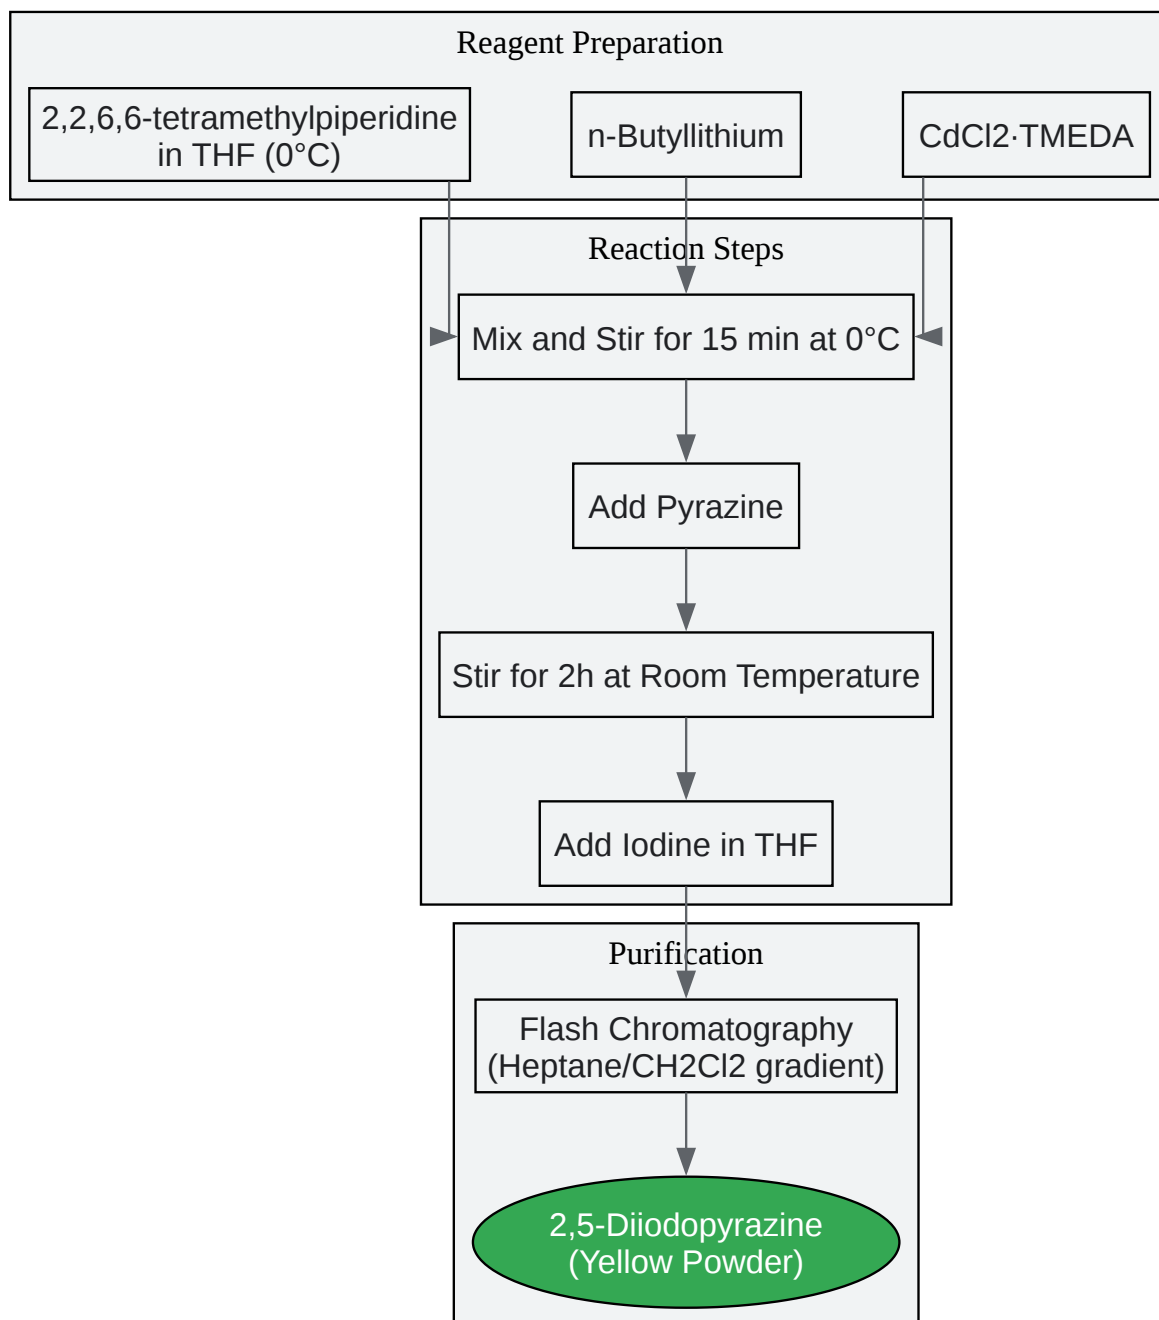 Reagent Preparation
2,2,6,6-tetramethylpiperidine
in THF (0°C)
n-Butyllithium
CdCl2·TMEDA
Reaction Steps
Mix and Stir for 15 min at 0°C
Add Pyrazine
Stir for 2h at Room Temperature
Add Iodine in THF
Purification
Flash Chromatography
(Heptane/CH2Cl2 gradient)
2,5-Diiodopyrazine
(Yellow Powder)